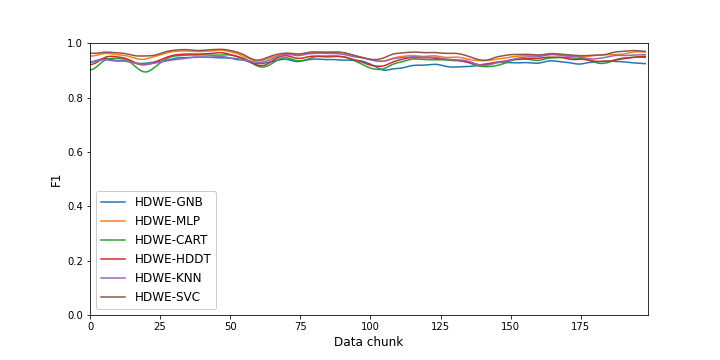 1.0
0.8
0.6
0.4
0.2
0.0
F1
HDWE-GNB
HDWE-MLP
HDWE-CART
HDWE-HDDT
HDWE-KNN
HDWE-SVC
0 25 50 75 100 125 150 175
Data chunk